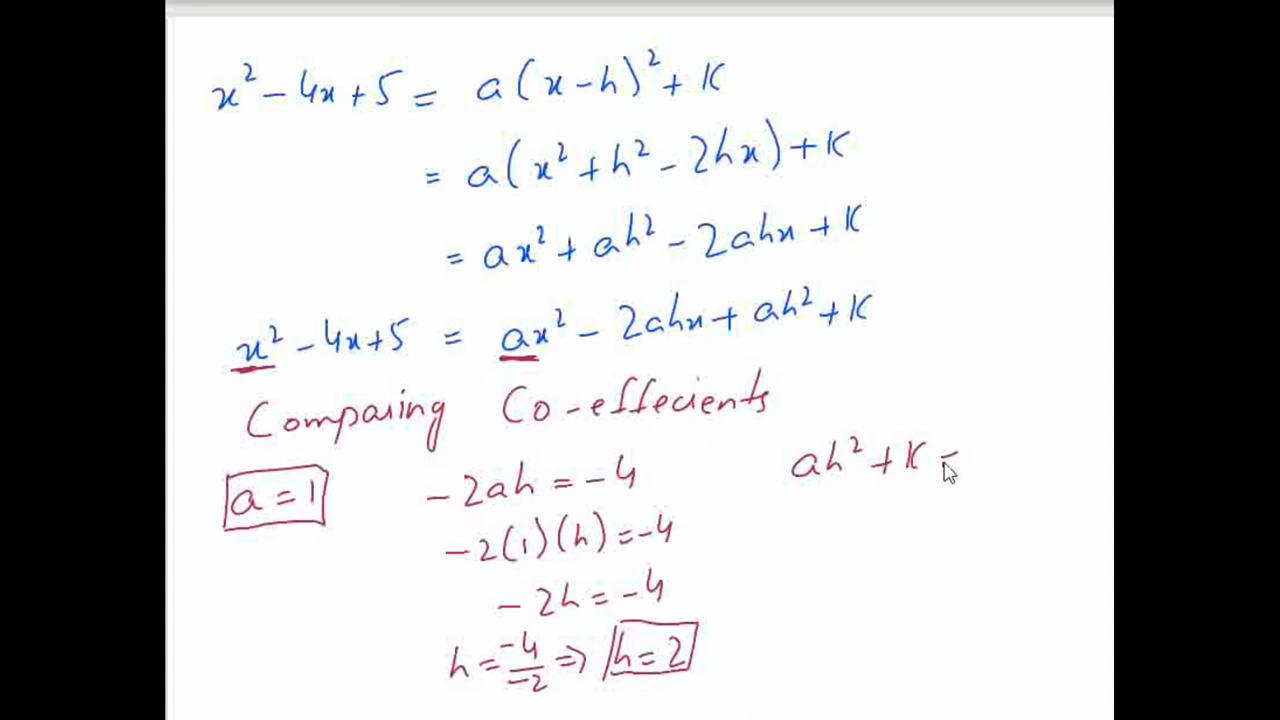 x² - 4x + 5 = a(x - h)² + k
= a(x² + h² - 2hx) + k
= ax² + ah² - 2ahx + k
x² - 4x + 5 = ax² - 2ahx + ah² + k
Comparing Co-effecients
a = 1
-2ah = -4
-2(1)(h) = -4
-2h = -4
h = -4/-2 ⇒ h = 2
ah² + k =